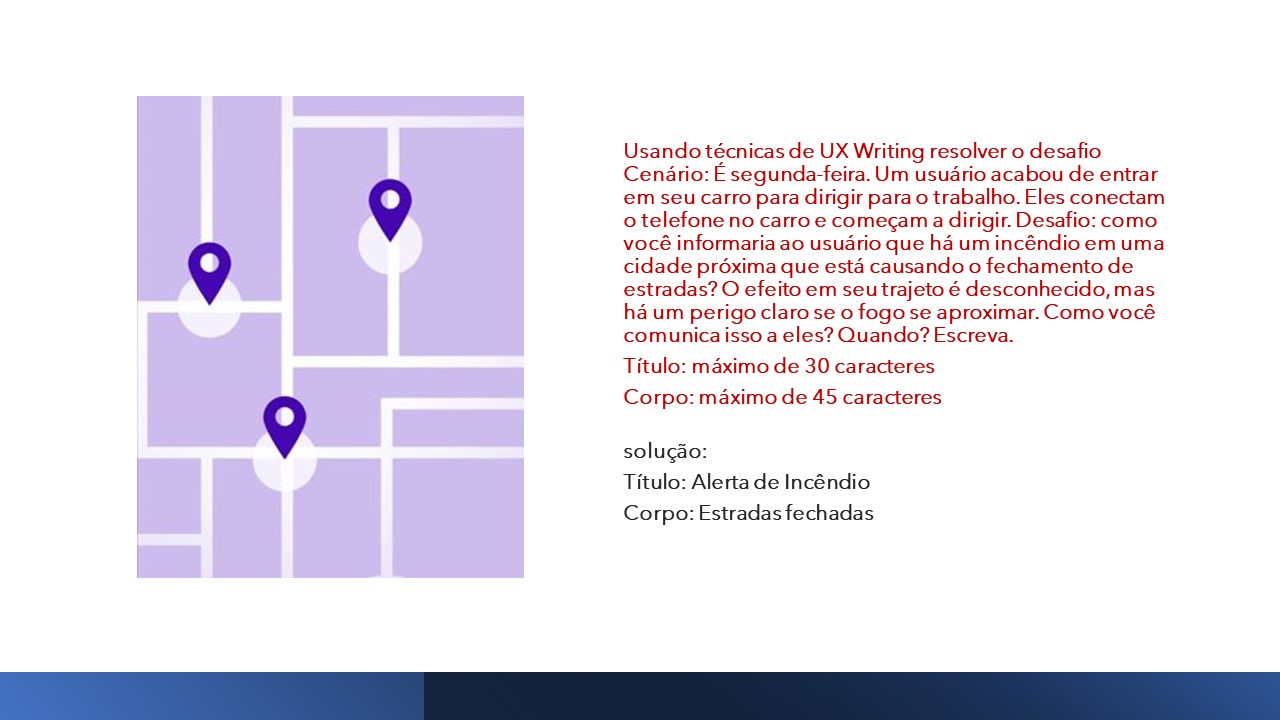 Usando técnicas de UX Writing resolver o desafio
Cenário: É segunda-feira. Um usuário acabou de entrar
em seu carro para dirigir para o trabalho. Eles conectam
o telefone no carro e começam a dirigir. Desafio: como
você informaria ao usuário que há um incêndio em uma
cidade próxima que está causando o fechamento de
estradas? O efeito em seu trajeto é desconhecido, mas
há um perigo claro se o fogo se aproximar. Como você
comunica isso a eles? Quando? Escreva.
Título: máximo de 30 caracteres
Corpo: máximo de 45 caracteres
solução:
Título: Alerta de Incêndio
Corpo: Estradas fechadas